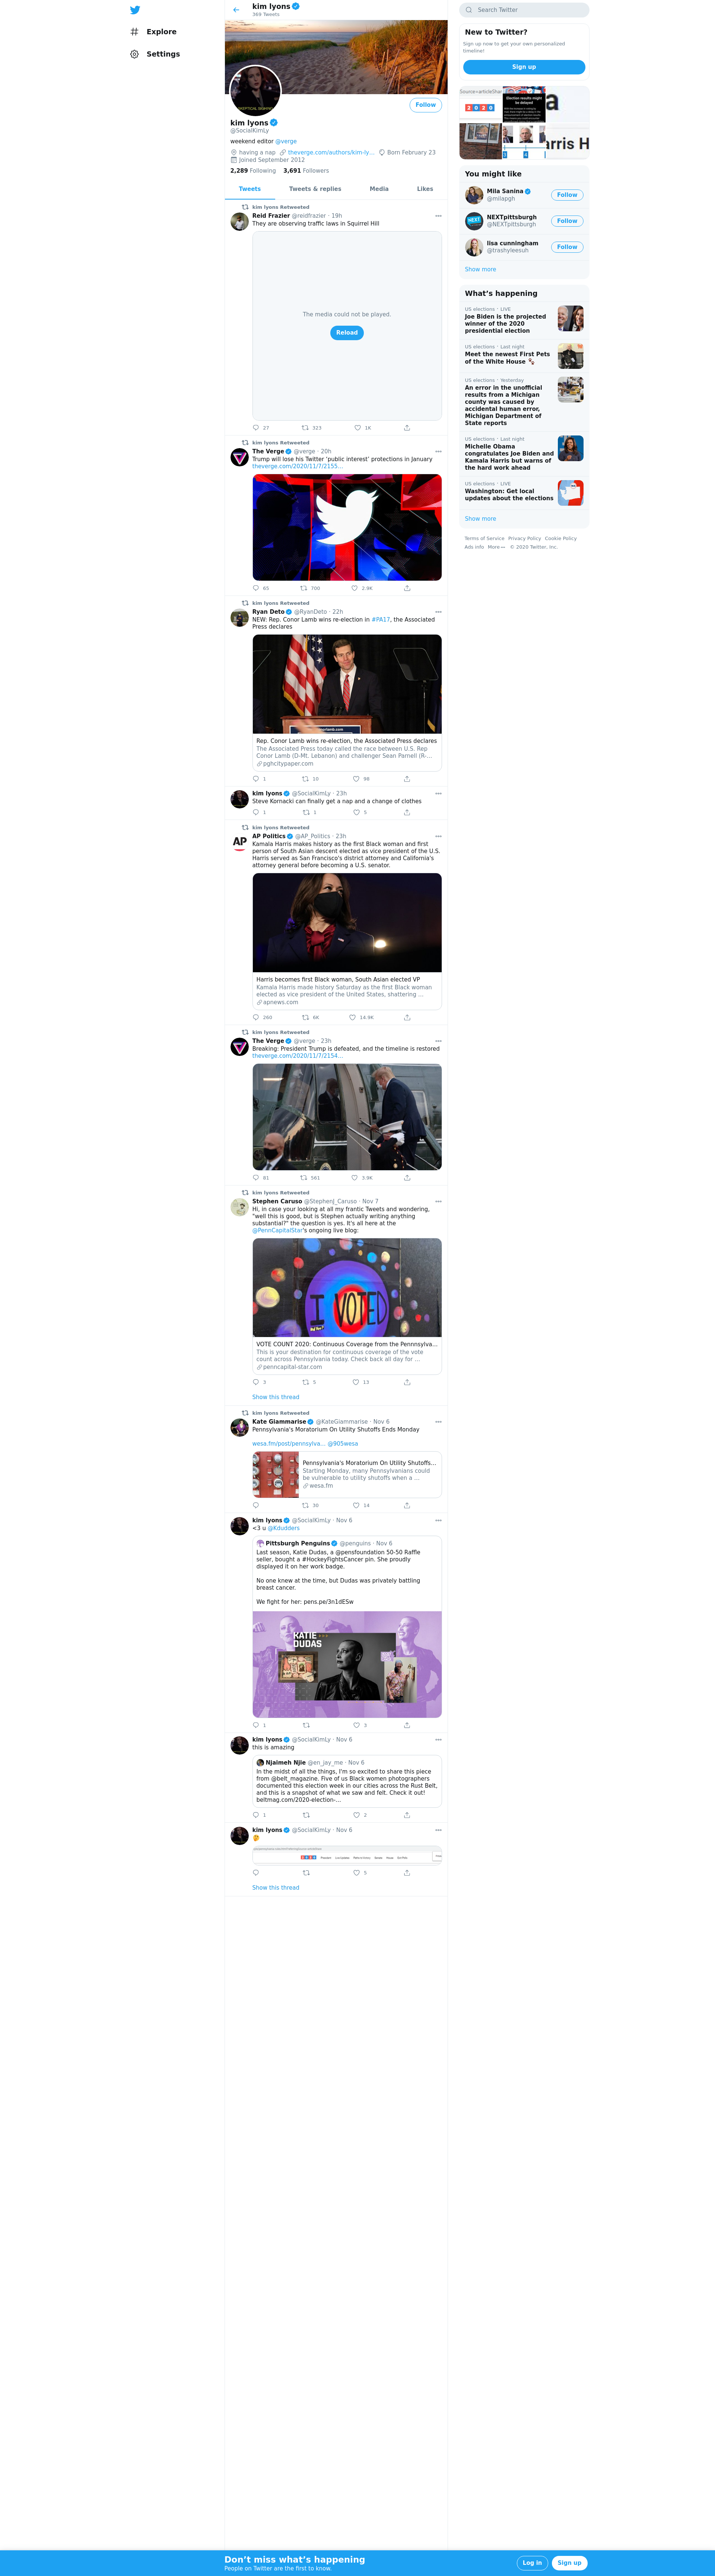 Explore
Settings
kim lyons
369 Tweets
Follow
kim lyons
@SocialKimLy
weekend editor @verge
having a nap theverge.com/authors/kim-ly… Born February 23
Joined September 2012
2,289 Following 3,691 Followers
Tweets Tweets & replies Media Likes
kim lyons Retweeted
Reid Frazier @reidfrazier · 19h
They are observing traffic laws in Squirrel Hill
The media could not be played.
Reload
27 323 1K
kim lyons Retweeted
The Verge @verge · 20h
Trump will lose his Twitter ‘public interest’ protections in January
theverge.com/2020/11/7/2155…
65 700 2.9K
kim lyons Retweeted
Ryan Deto @RyanDeto · 22h
NEW: Rep. Conor Lamb wins re-election in #PA17, the Associated
Press declares
Rep. Conor Lamb wins re-election, the Associated Press declares
The Associated Press today called the race between U.S. Rep
Conor Lamb (D-Mt. Lebanon) and challenger Sean Parnell (R-…
pghcitypaper.com
1 10 98
kim lyons @SocialKimLy · 23h
Steve Kornacki can finally get a nap and a change of clothes
1 1 5
kim lyons Retweeted
AP
AP Politics @AP_Politics · 23h
Kamala Harris makes history as the first Black woman and first
person of South Asian descent elected as vice president of the U.S.
Harris served as San Francisco's district attorney and California's
attorney general before becoming a U.S. senator.
Harris becomes first Black woman, South Asian elected VP
Kamala Harris made history Saturday as the first Black woman
elected as vice president of the United States, shattering …
apnews.com
260 6K 14.9K
kim lyons Retweeted
The Verge @verge · 23h
Breaking: President Trump is defeated, and the timeline is restored
theverge.com/2020/11/7/2154…
81 561 3.9K
kim lyons Retweeted
Stephen Caruso @StephenJ_Caruso · Nov 7
Hi, in case your looking at all my frantic Tweets and wondering,
"well this is good, but is Stephen actually writing anything
substantial?" the question is yes. It's all here at the
@PennCapitalStar's ongoing live blog:
I VOTED
VOTE COUNT 2020: Continuous Coverage from the Pennnsylva…
This is your destination for continuous coverage of the vote
count across Pennsylvania today. Check back all day for …
penncapital-star.com
3 5 13
Show this thread
kim lyons Retweeted
Kate Giammarise @KateGiammarise · Nov 6
Pennsylvania's Moratorium On Utility Shutoffs Ends Monday
wesa.fm/post/pennsylva… @905wesa
Pennsylvania's Moratorium On Utility Shutoffs…
Starting Monday, many Pennsylvanians could
be vulnerable to utility shutoffs when a …
wesa.fm
30 14
kim lyons @SocialKimLy · Nov 6
<3 u @Kdudders
Pittsburgh Penguins @penguins · Nov 6
Last season, Katie Dudas, a @pensfoundation 50-50 Raffle
seller, bought a #HockeyFightsCancer pin. She proudly
displayed it on her work badge.
No one knew at the time, but Dudas was privately battling
breast cancer.
We fight for her: pens.pe/3n1dESw
KATIE
DUDAS
1 3
kim lyons @SocialKimLy · Nov 6
this is amazing
Njaimeh Njie @en_jay_me · Nov 6
In the midst of all the things, I'm so excited to share this piece
from @belt_magazine. Five of us Black women photographers
documented this election week in our cities across the Rust Belt,
and this is a snapshot of what we saw and felt. Check it out!
beltmag.com/2020-election-…
1 2
kim lyons @SocialKimLy · Nov 6
🤔
5
Show this thread
Search Twitter
New to Twitter?
Sign up now to get your own personalized
timeline!
Sign up
2020
Election results might
be delayed
arris H
You might like
Mila Sanina
@milapgh
Follow
NEXT
NEXTpittsburgh
@NEXTpittsburgh
Follow
lisa cunningham
@trashyleesuh
Follow
Show more
What’s happening
US elections · LIVE
Joe Biden is the projected
winner of the 2020
presidential election
US elections · Last night
Meet the newest First Pets
of the White House 🐾
US elections · Yesterday
An error in the unofficial
results from a Michigan
county was caused by
accidental human error,
Michigan Department of
State reports
US elections · Last night
Michelle Obama
congratulates Joe Biden and
Kamala Harris but warns of
the hard work ahead
US elections · LIVE
Washington: Get local
updates about the elections
Show more
Terms of Service Privacy Policy Cookie Policy
Ads info More ··· © 2020 Twitter, Inc.
Don’t miss what’s happening
People on Twitter are the first to know.
Log in Sign up